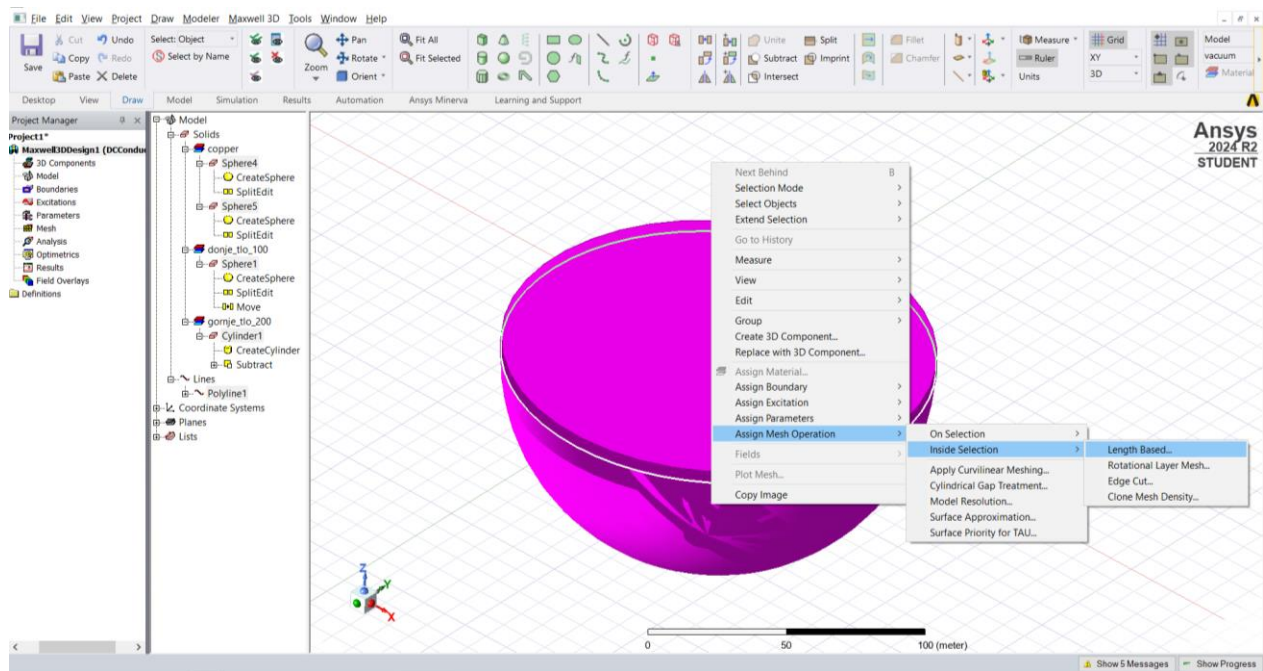 File Edit View Project Draw Modeler Maxwell 3D Tools Window Help
Save
Cut
Copy
Paste
Undo
Redo
Delete
Select: Object
Select by Name
Zoom
Pan
Rotate
Orient
Fit All
Fit Selected
Unite
Subtract
Intersect
Split
Imprint
Fillet
Chamfer
Measure
Ruler
Units
Grid
XY
3D
Model
vacuum
Material
Desktop View Draw Model Simulation Results Automation Ansys Minerva Learning and Support
Project Manager
Project1*
Maxwell3DDesign1 (DCCondu
3D Components
Model
Boundaries
Excitations
Parameters
Mesh
Analysis
Optimetrics
Results
Field Overlays
Definitions
Model
Solids
copper
Sphere4
CreateSphere
SplitEdit
Sphere5
CreateSphere
SplitEdit
donje_tlo_100
Sphere1
CreateSphere
SplitEdit
Move
gornje_tlo_200
Cylinder1
CreateCylinder
Subtract
Lines
Polyline1
Coordinate Systems
Planes
Lists
Ansys
2024 R2
STUDENT
Next Behind B
Selection Mode
Select Objects
Extend Selection
Go to History
Measure
View
Edit
Group
Create 3D Component...
Replace with 3D Component...
Assign Material...
Assign Boundary
Assign Excitation
Assign Parameters
Assign Mesh Operation
Fields
Plot Mesh...
Copy Image
On Selection
Inside Selection
Apply Curvilinear Meshing...
Cylindrical Gap Treatment...
Model Resolution...
Surface Approximation...
Surface Priority for TAU...
Length Based...
Rotational Layer Mesh...
Edge Cut...
Clone Mesh Density...
Z
Y
X
0 50 100 (meter)
Show 5 Messages Show Progress